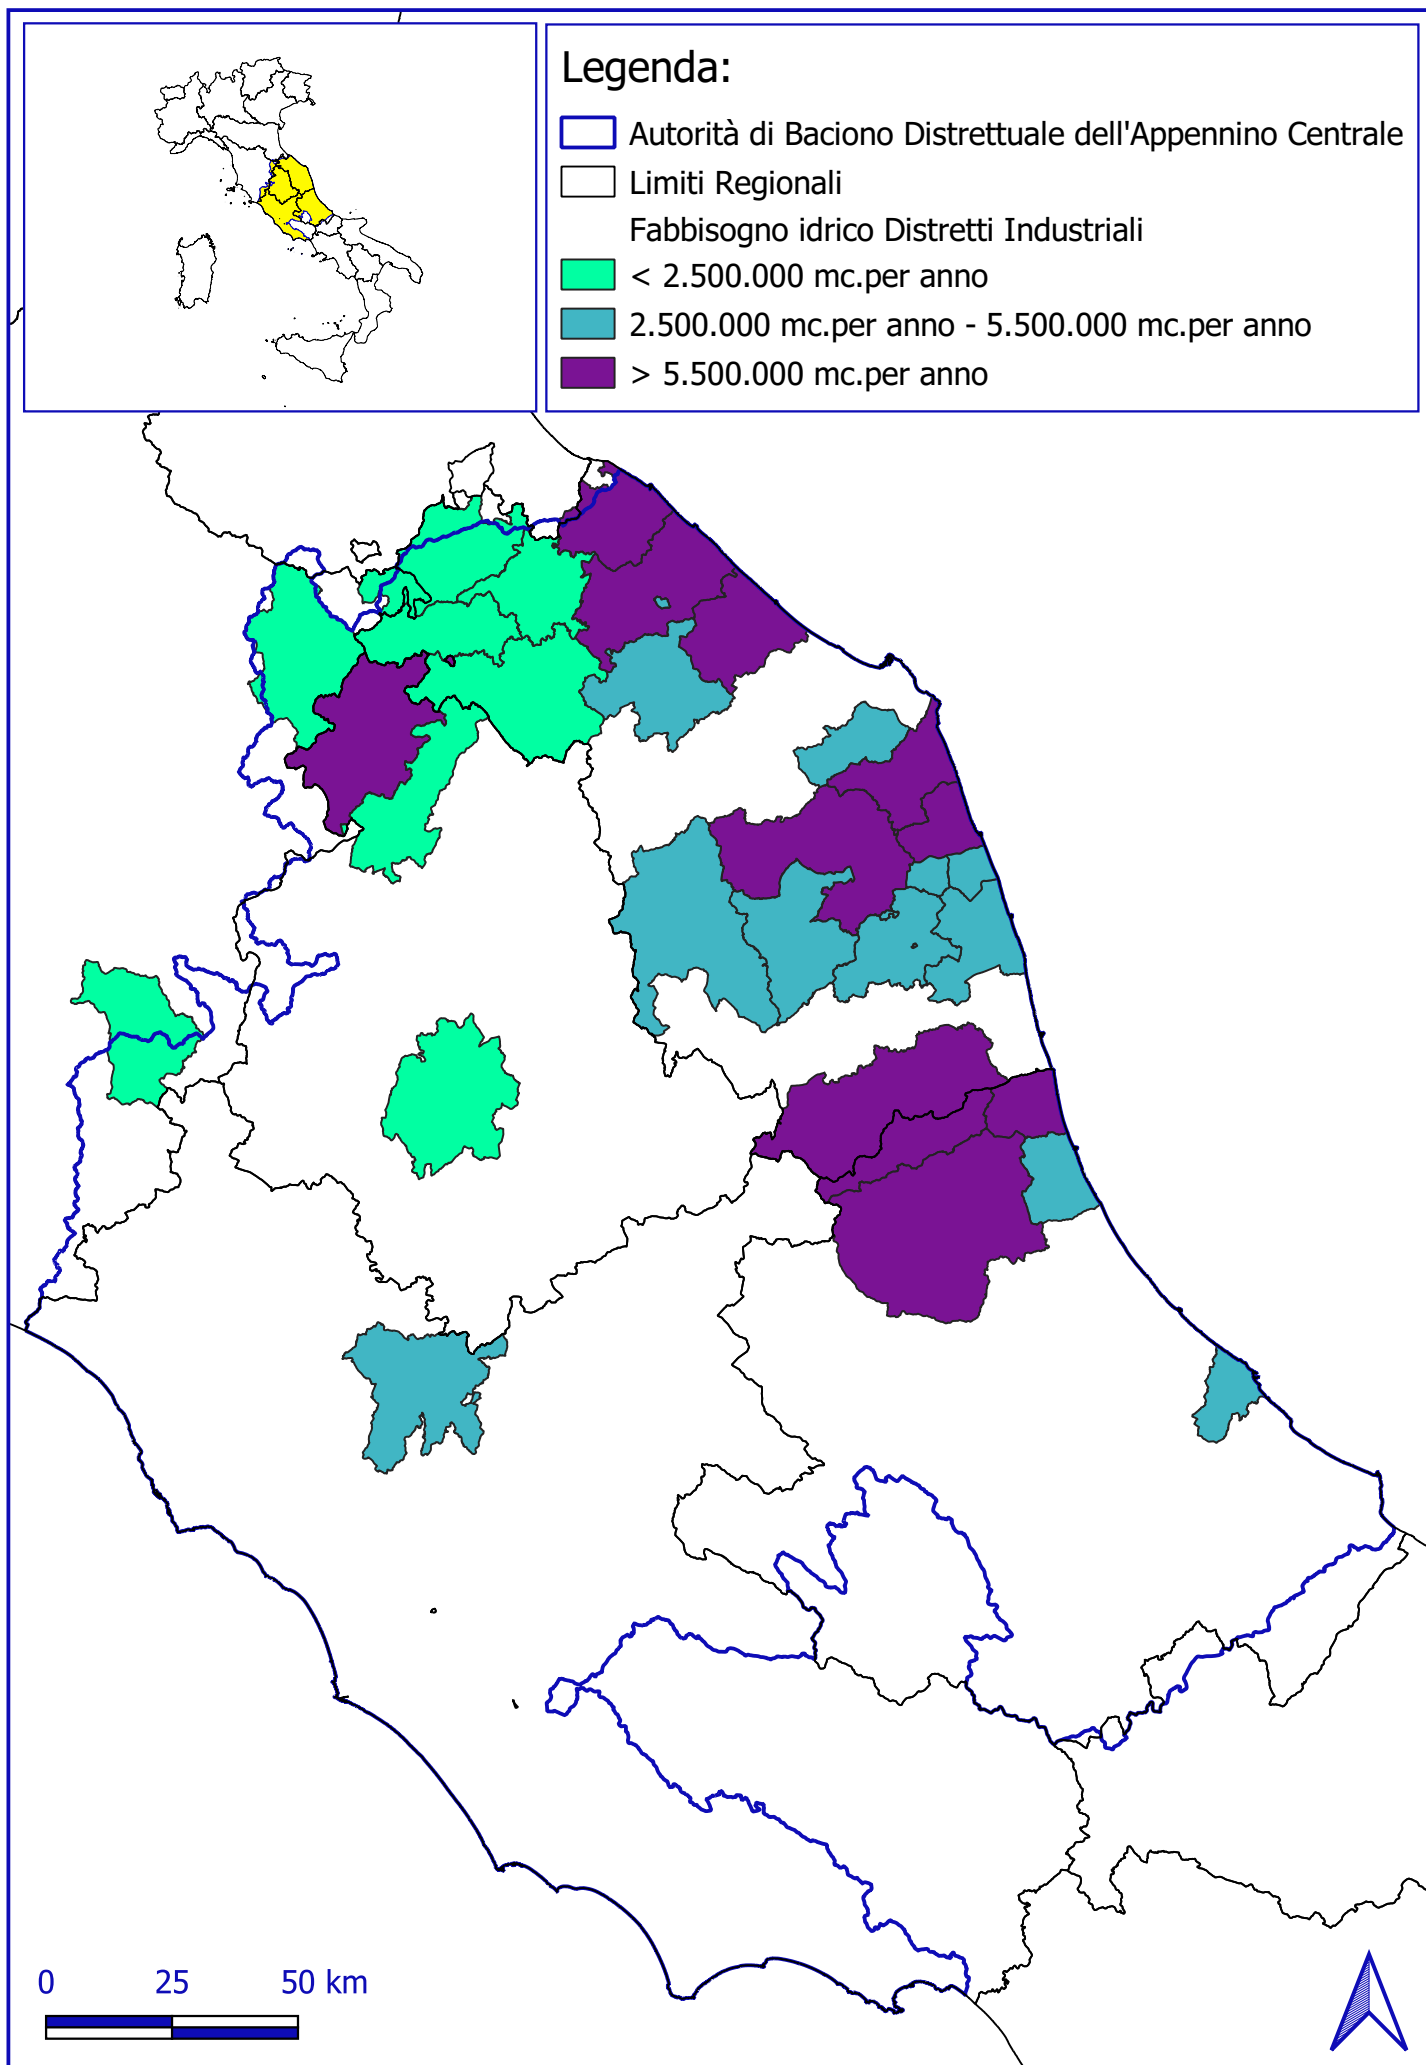 Legenda:
Autorità di Baciono Distrettuale dell'Appennino Centrale
Limiti Regionali
Fabbisogno idrico Distretti Industriali
< 2.500.000 mc.per anno
2.500.000 mc.per anno - 5.500.000 mc.per anno
> 5.500.000 mc.per anno
0 25 50 km